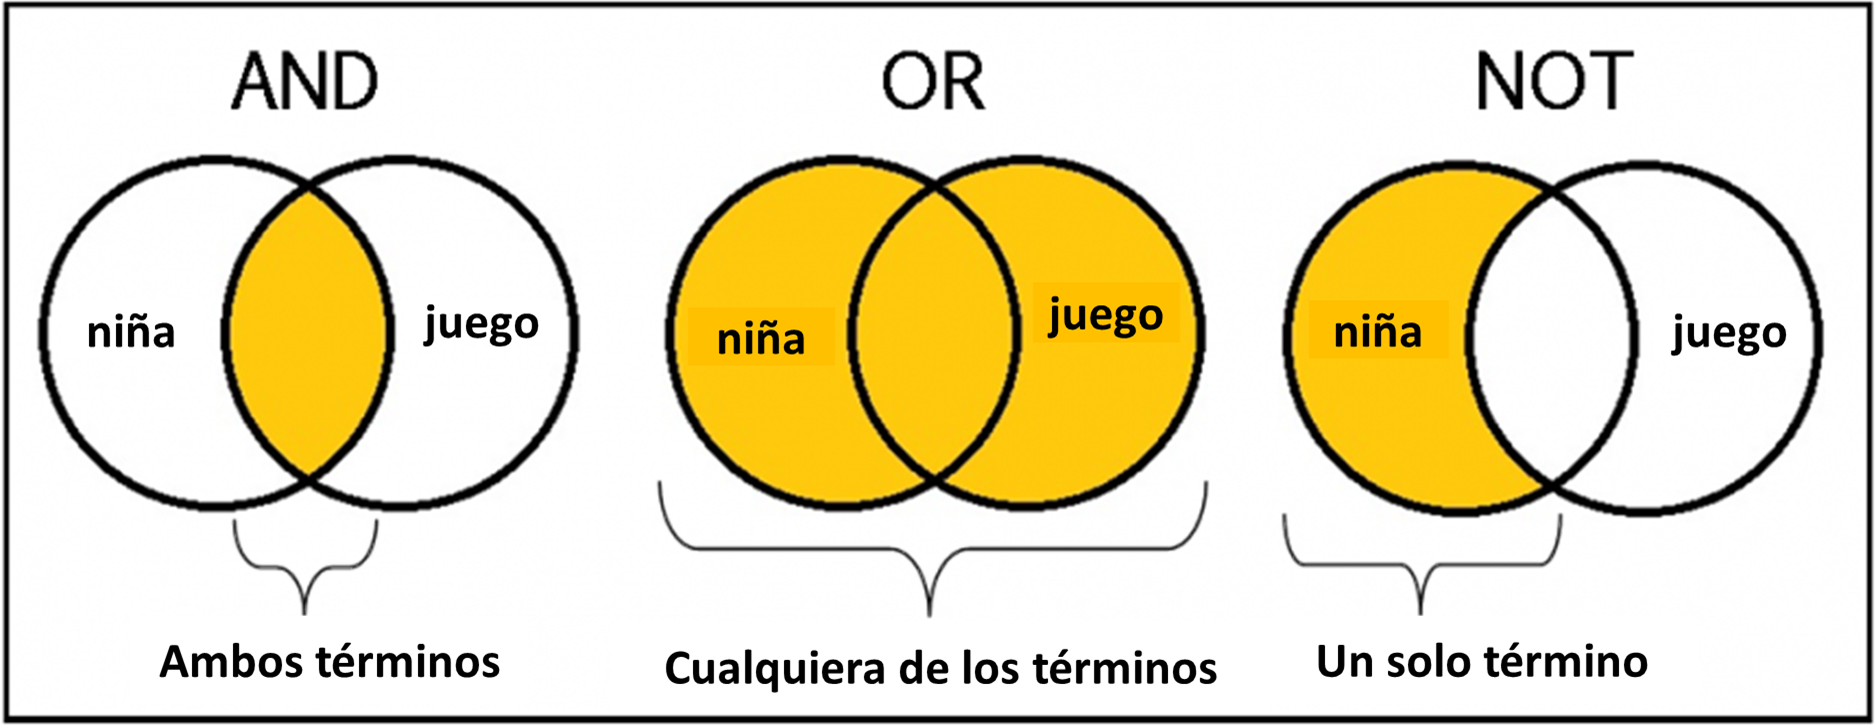 AND
OR
NOT
niña
juego
niña
juego
niña
juego
Ambos términos
Cualquiera de los términos
Un solo término